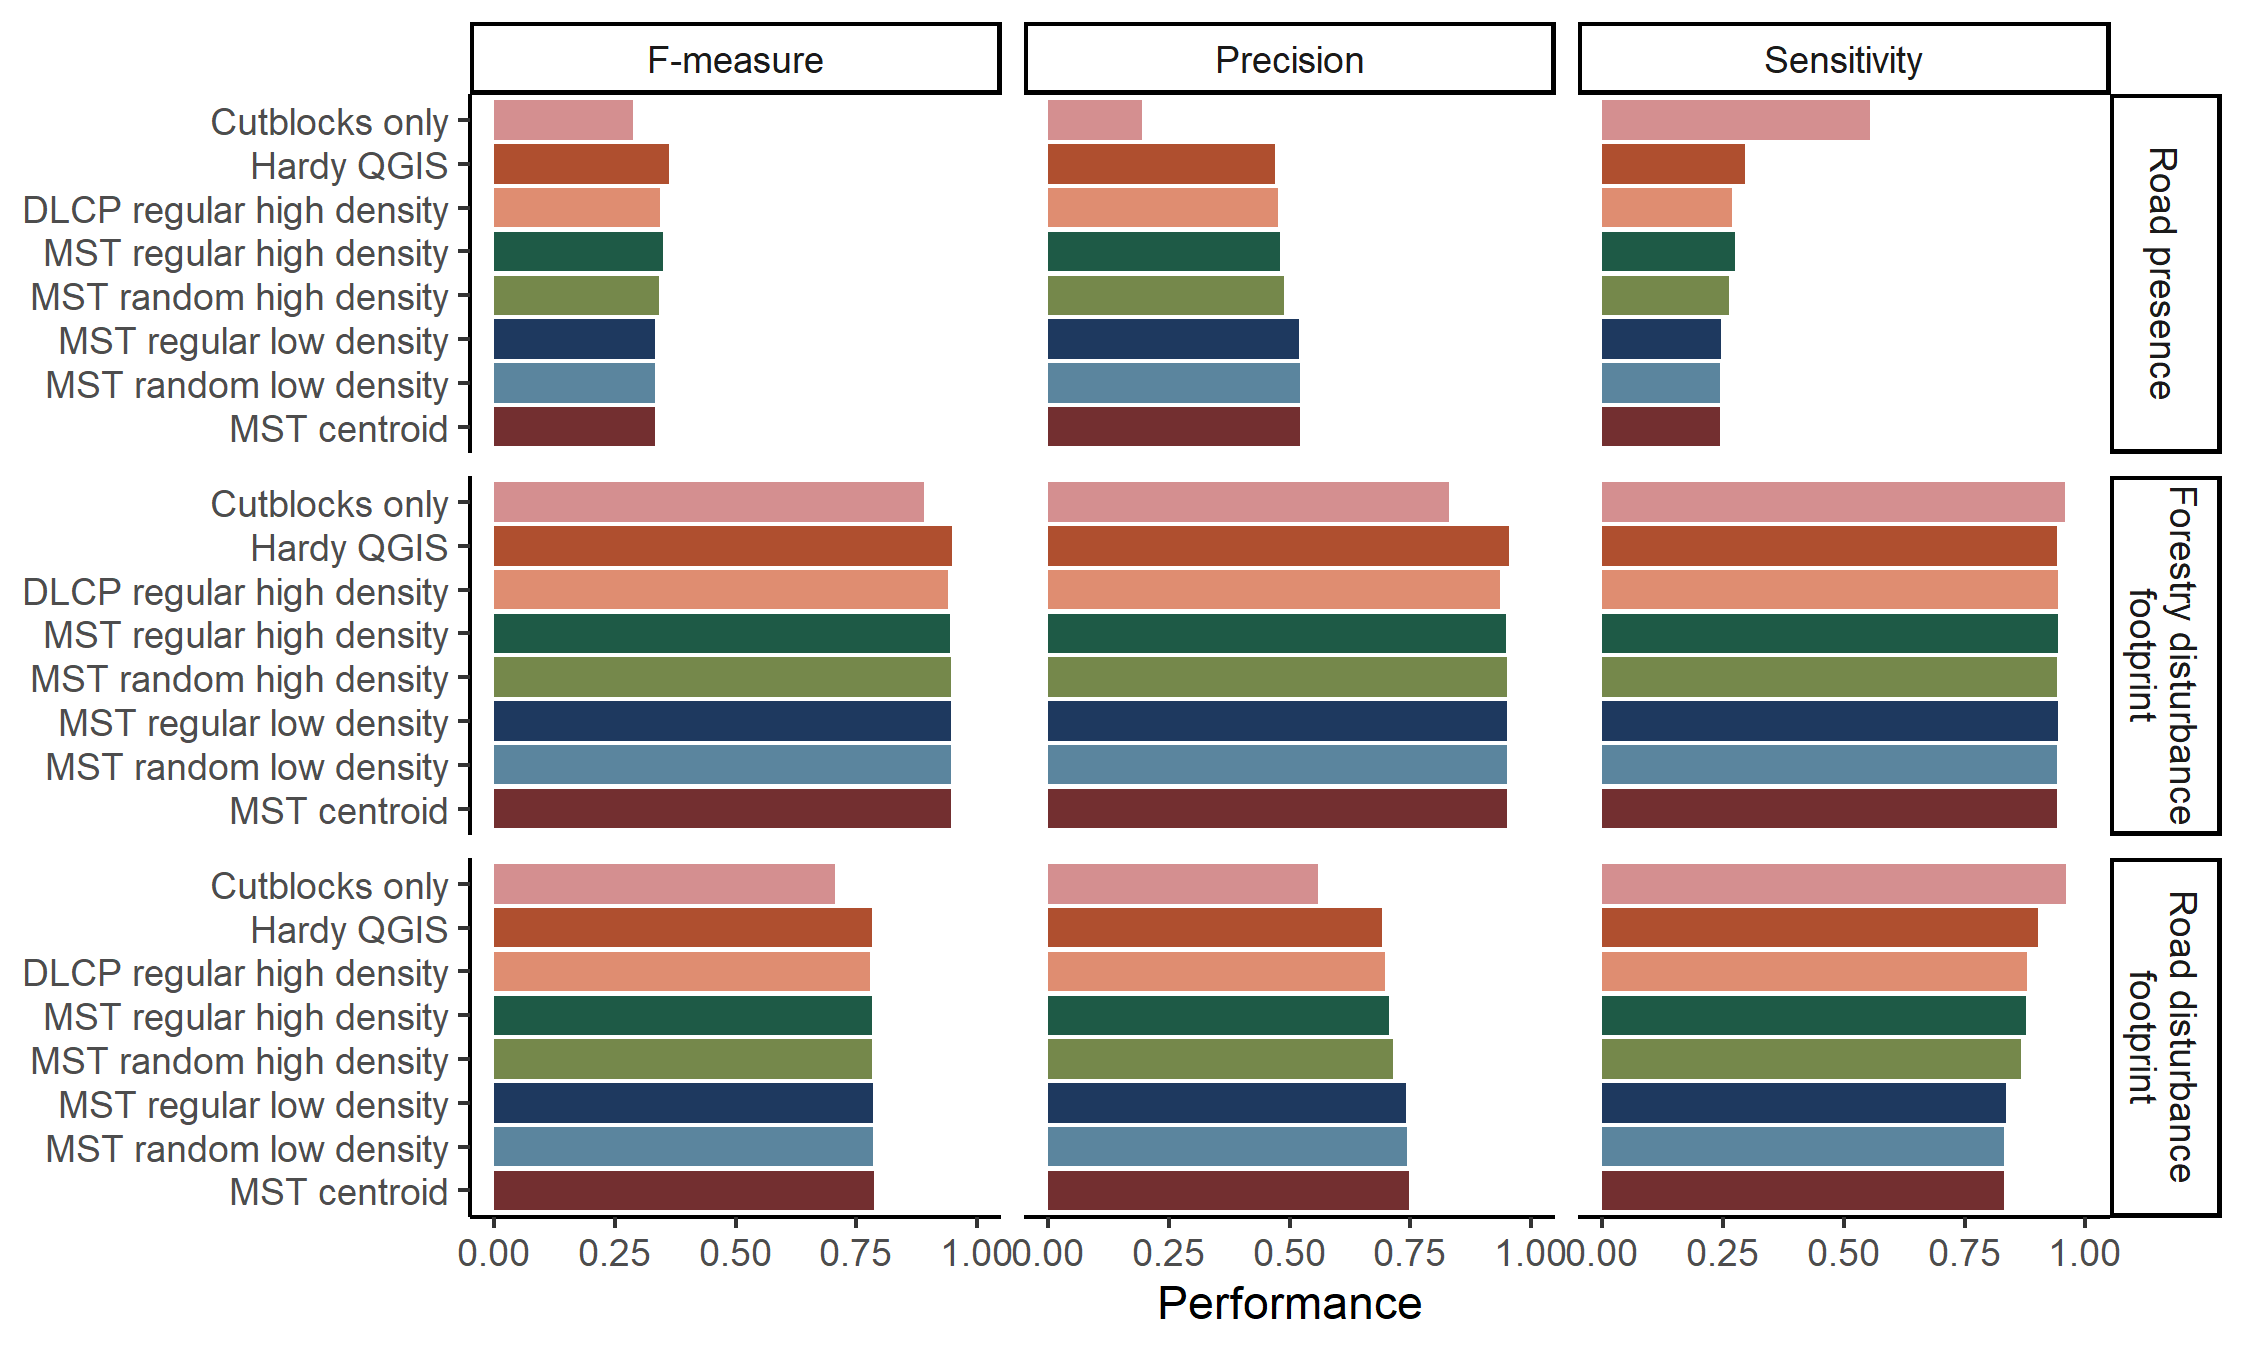 F-measure
Precision
Sensitivity
Cutblocks only
Hardy QGIS
DLCP regular high density
MST regular high density
MST random high density
MST regular low density
MST random low density
MST centroid
Road presence
Cutblocks only
Hardy QGIS
DLCP regular high density
MST regular high density
MST random high density
MST regular low density
MST random low density
MST centroid
Forestry disturbance
footprint
Cutblocks only
Hardy QGIS
DLCP regular high density
MST regular high density
MST random high density
MST regular low density
MST random low density
MST centroid
Road disturbance
footprint
0.00 0.25 0.50 0.75 1.00
0.00 0.25 0.50 0.75 1.00
0.00 0.25 0.50 0.75 1.00
Performance